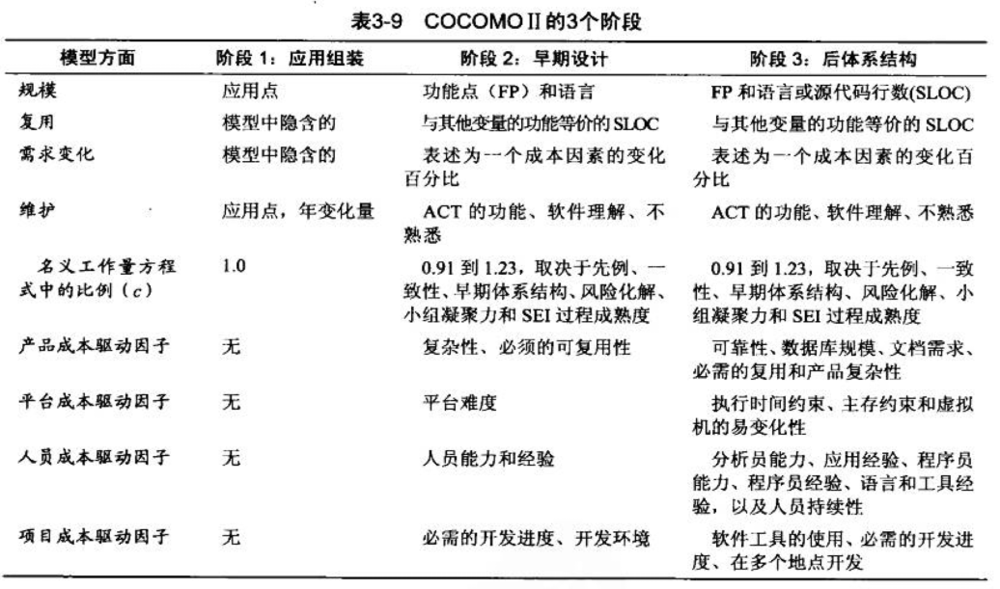 表3-9 COCOMO II 的3个阶段
模型方面 阶段 1：应用组装 阶段 2：早期设计 阶段 3：后体系结构
规模 应用点 功能点（FP）和语言 FP 和语言或源代码行数(SLOC)
复用 模型中隐含的 与其他变量的功能等价的 SLOC 与其他变量的功能等价的 SLOC
需求变化 模型中隐含的 表述为一个成本因素的变化 表述为一个成本因素的变化百
百分比 分比
维护 应用点，年变化量 ACT 的功能、软件理解、不 ACT 的功能、软件理解、不熟悉
熟悉
名义工作量方程 1.0 0.91 到 1.23，取决于先例、一 0.91 到 1.23，取决于先例、一致
式中的比例（c） 致性、早期体系结构、风险化解、 性、早期体系结构、风险化解、小
小组凝聚力和 SEI 过程成熟度 组凝聚力和 SEI 过程成熟度
产品成本驱动因子 无 复杂性、必须的可复用性 可靠性、数据库规模、文档需求、
必需的复用和产品复杂性
平台成本驱动因子 无 平台难度 执行时间约束、主存约束和虚拟
机的易变化性
人员成本驱动因子 无 人员能力和经验 分析员能力、应用经验、程序员
能力、程序员经验、语言和工具经
验，以及人员持续性
项目成本驱动因子 无 必需的开发进度、开发环境 软件工具的使用、必需的开发进
度、在多个地点开发